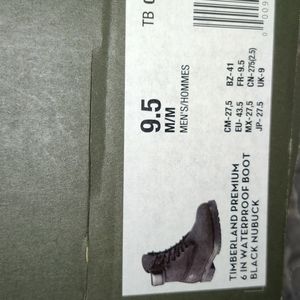 TB 0
9.5
M/M
MEN'S/HOMMES
CM-27,5 BZ-41
EU-43.5 FR-9.5
MX-27,5 CN-275(2.5)
JP-27.5 UK-9
TIMBERLAND PREMIUM
6 IN WATERPROOF BOOT
BLACK NUBUCK